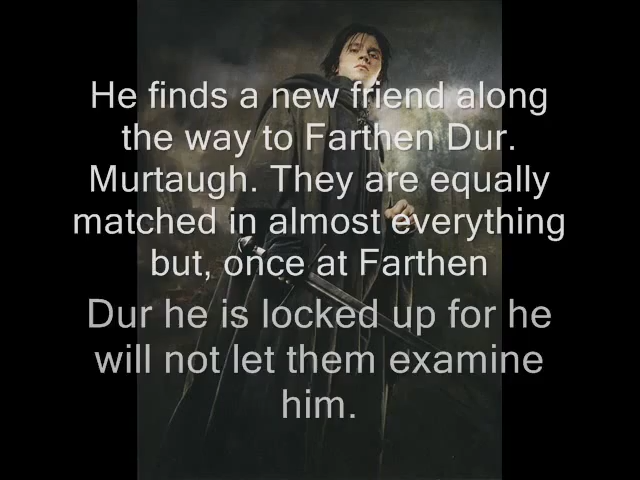 He finds a new friend along
the way to Farthen Dur.
Murtaugh. They are equally
matched in almost everything
but, once at Farthen
Dur he is locked up for he
will not let them examine
him.